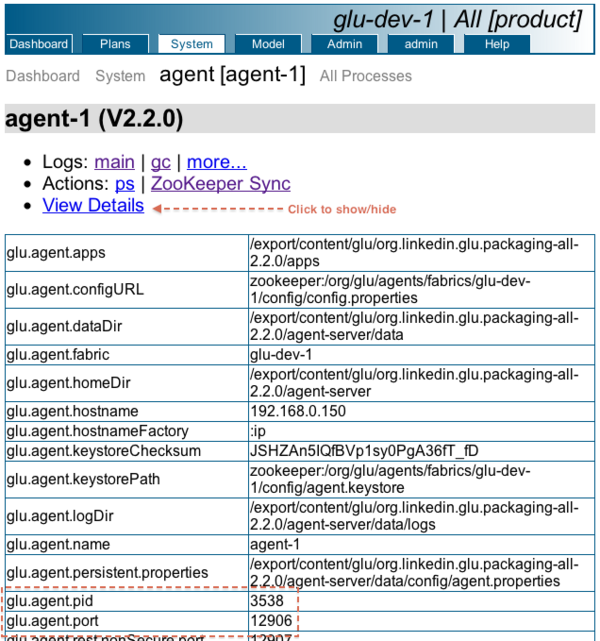 glu-dev-1 | All [product]
Dashboard Plans System Model Admin admin Help
Dashboard System agent [agent-1] All Processes
agent-1 (V2.2.0)
Logs: main | gc | more...
Actions: ps | ZooKeeper Sync
View Details Click to show/hide
glu.agent.apps /export/content/glu/org.linkedin.glu.packaging-all-
2.2.0/apps
glu.agent.configURL zookeeper:/org/glu/agents/fabrics/glu-dev-
1/config/config.properties
glu.agent.dataDir /export/content/glu/org.linkedin.glu.packaging-all-
2.2.0/agent-server/data
glu.agent.fabric glu-dev-1
glu.agent.homeDir /export/content/glu/org.linkedin.glu.packaging-all-
2.2.0/agent-server
glu.agent.hostname 192.168.0.150
glu.agent.hostnameFactory :ip
glu.agent.keystoreChecksum JSHZAn5IQfBVp1sy0PgA36fT_fD
glu.agent.keystorePath zookeeper:/org/glu/agents/fabrics/glu-dev-
1/config/agent.keystore
glu.agent.logDir /export/content/glu/org.linkedin.glu.packaging-all-
2.2.0/agent-server/data/logs
glu.agent.name agent-1
glu.agent.persistent.properties /export/content/glu/org.linkedin.glu.packaging-all-
2.2.0/agent-server/data/config/agent.properties
glu.agent.pid 3538
glu.agent.port 12906
glu.agent.rest.nonSecure.port 12907